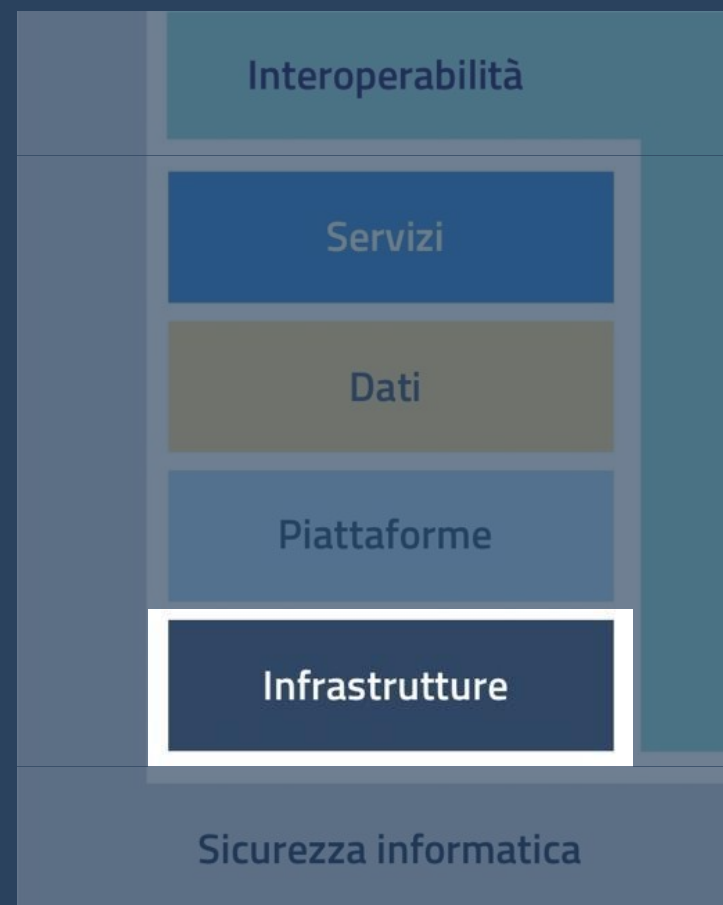 Interoperabilità
Servizi
Dati
Piattaforme
Infrastrutture
Sicurezza informatica